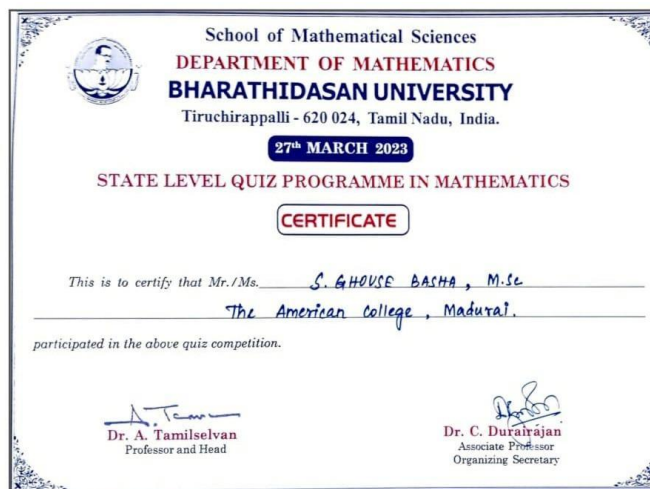 School of Mathematical Sciences
DEPARTMENT OF MATHEMATICS
BHARATHIDASAN UNIVERSITY
Tiruchirappalli - 620 024, Tamil Nadu, India.
27th MARCH 2023
STATE LEVEL QUIZ PROGRAMME IN MATHEMATICS
CERTIFICATE
This is to certify that Mr./Ms. S. GHOUSE BASHA, M.Sc
The American College, Madurai.
participated in the above quiz competition.
Dr. A. Tamilselvan
Professor and Head
Dr. C. Durairajan
Associate Professor
Organizing Secretary